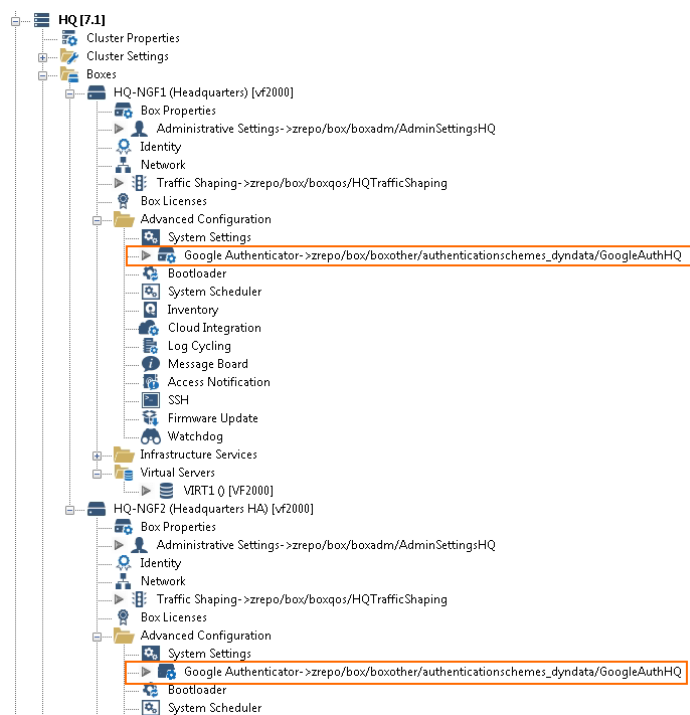 HQ [7.1]
Cluster Properties
Cluster Settings
Boxes
HQ-NGF1 (Headquarters) [vf2000]
Box Properties
Administrative Settings->zrepo/box/boxadm/AdminSettingsHQ
Identity
Network
Traffic Shaping->zrepo/box/boxqos/HQTrafficShaping
Box Licenses
Advanced Configuration
System Settings
Google Authenticator->zrepo/box/boxother/authenticationschemes_dyndata/GoogleAuthHQ
Bootloader
System Scheduler
Inventory
Cloud Integration
Log Cycling
Message Board
Access Notification
SSH
Firmware Update
Watchdog
Infrastructure Services
Virtual Servers
VIRT1 () [VF2000]
HQ-NGF2 (Headquarters HA) [vf2000]
Box Properties
Administrative Settings->zrepo/box/boxadm/AdminSettingsHQ
Identity
Network
Traffic Shaping->zrepo/box/boxqos/HQTrafficShaping
Box Licenses
Advanced Configuration
System Settings
Google Authenticator->zrepo/box/boxother/authenticationschemes_dyndata/GoogleAuthHQ
Bootloader
System Scheduler